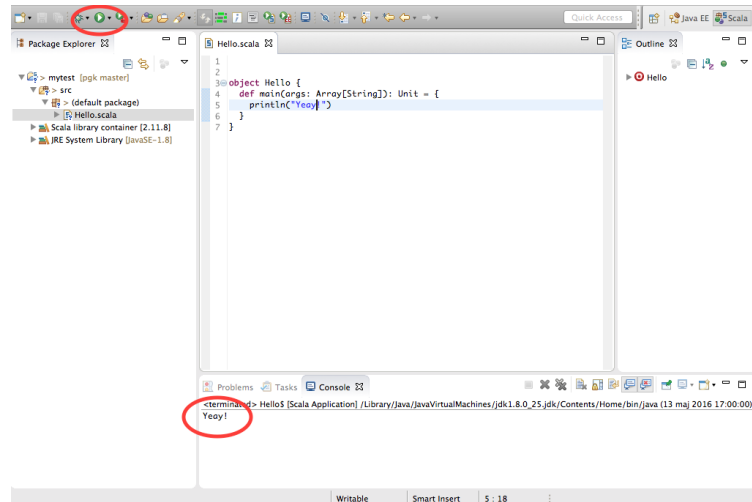 Quick Access
Java EE
Scala
Package Explorer
> mytest [pgk master]
> src
> (default package)
> Hello.scala
Scala library container [2.11.8]
JRE System Library [JavaSE-1.8]
Hello.scala
1
2
3 object Hello {
4 def main(args: Array[String]): Unit = {
5 println("Yeay!")
6 }
7 }
Outline
Hello
Problems
Tasks
Console
<terminated> Hello$ [Scala Application] /Library/Java/JavaVirtualMachines/jdk1.8.0_25.jdk/Contents/Home/bin/java (13 maj 2016 17:00:00)
Yeay!
Writable
Smart Insert
5 : 18